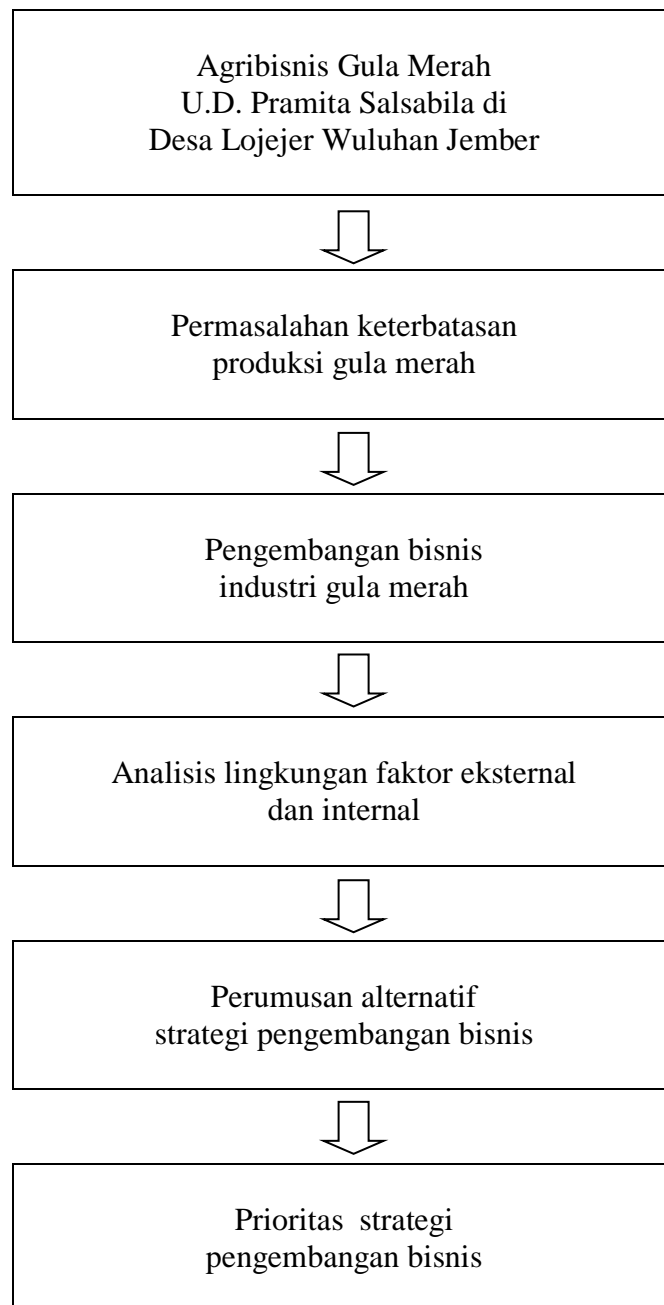 Agribisnis Gula Merah
U.D. Pramita Salsabila di
Desa Lojejer Wuluhan Jember
Permasalahan keterbatasan
produksi gula merah
Pengembangan bisnis
industri gula merah
Analisis lingkungan faktor eksternal
dan internal
Perumusan alternatif
strategi pengembangan bisnis
Prioritas strategi
pengembangan bisnis